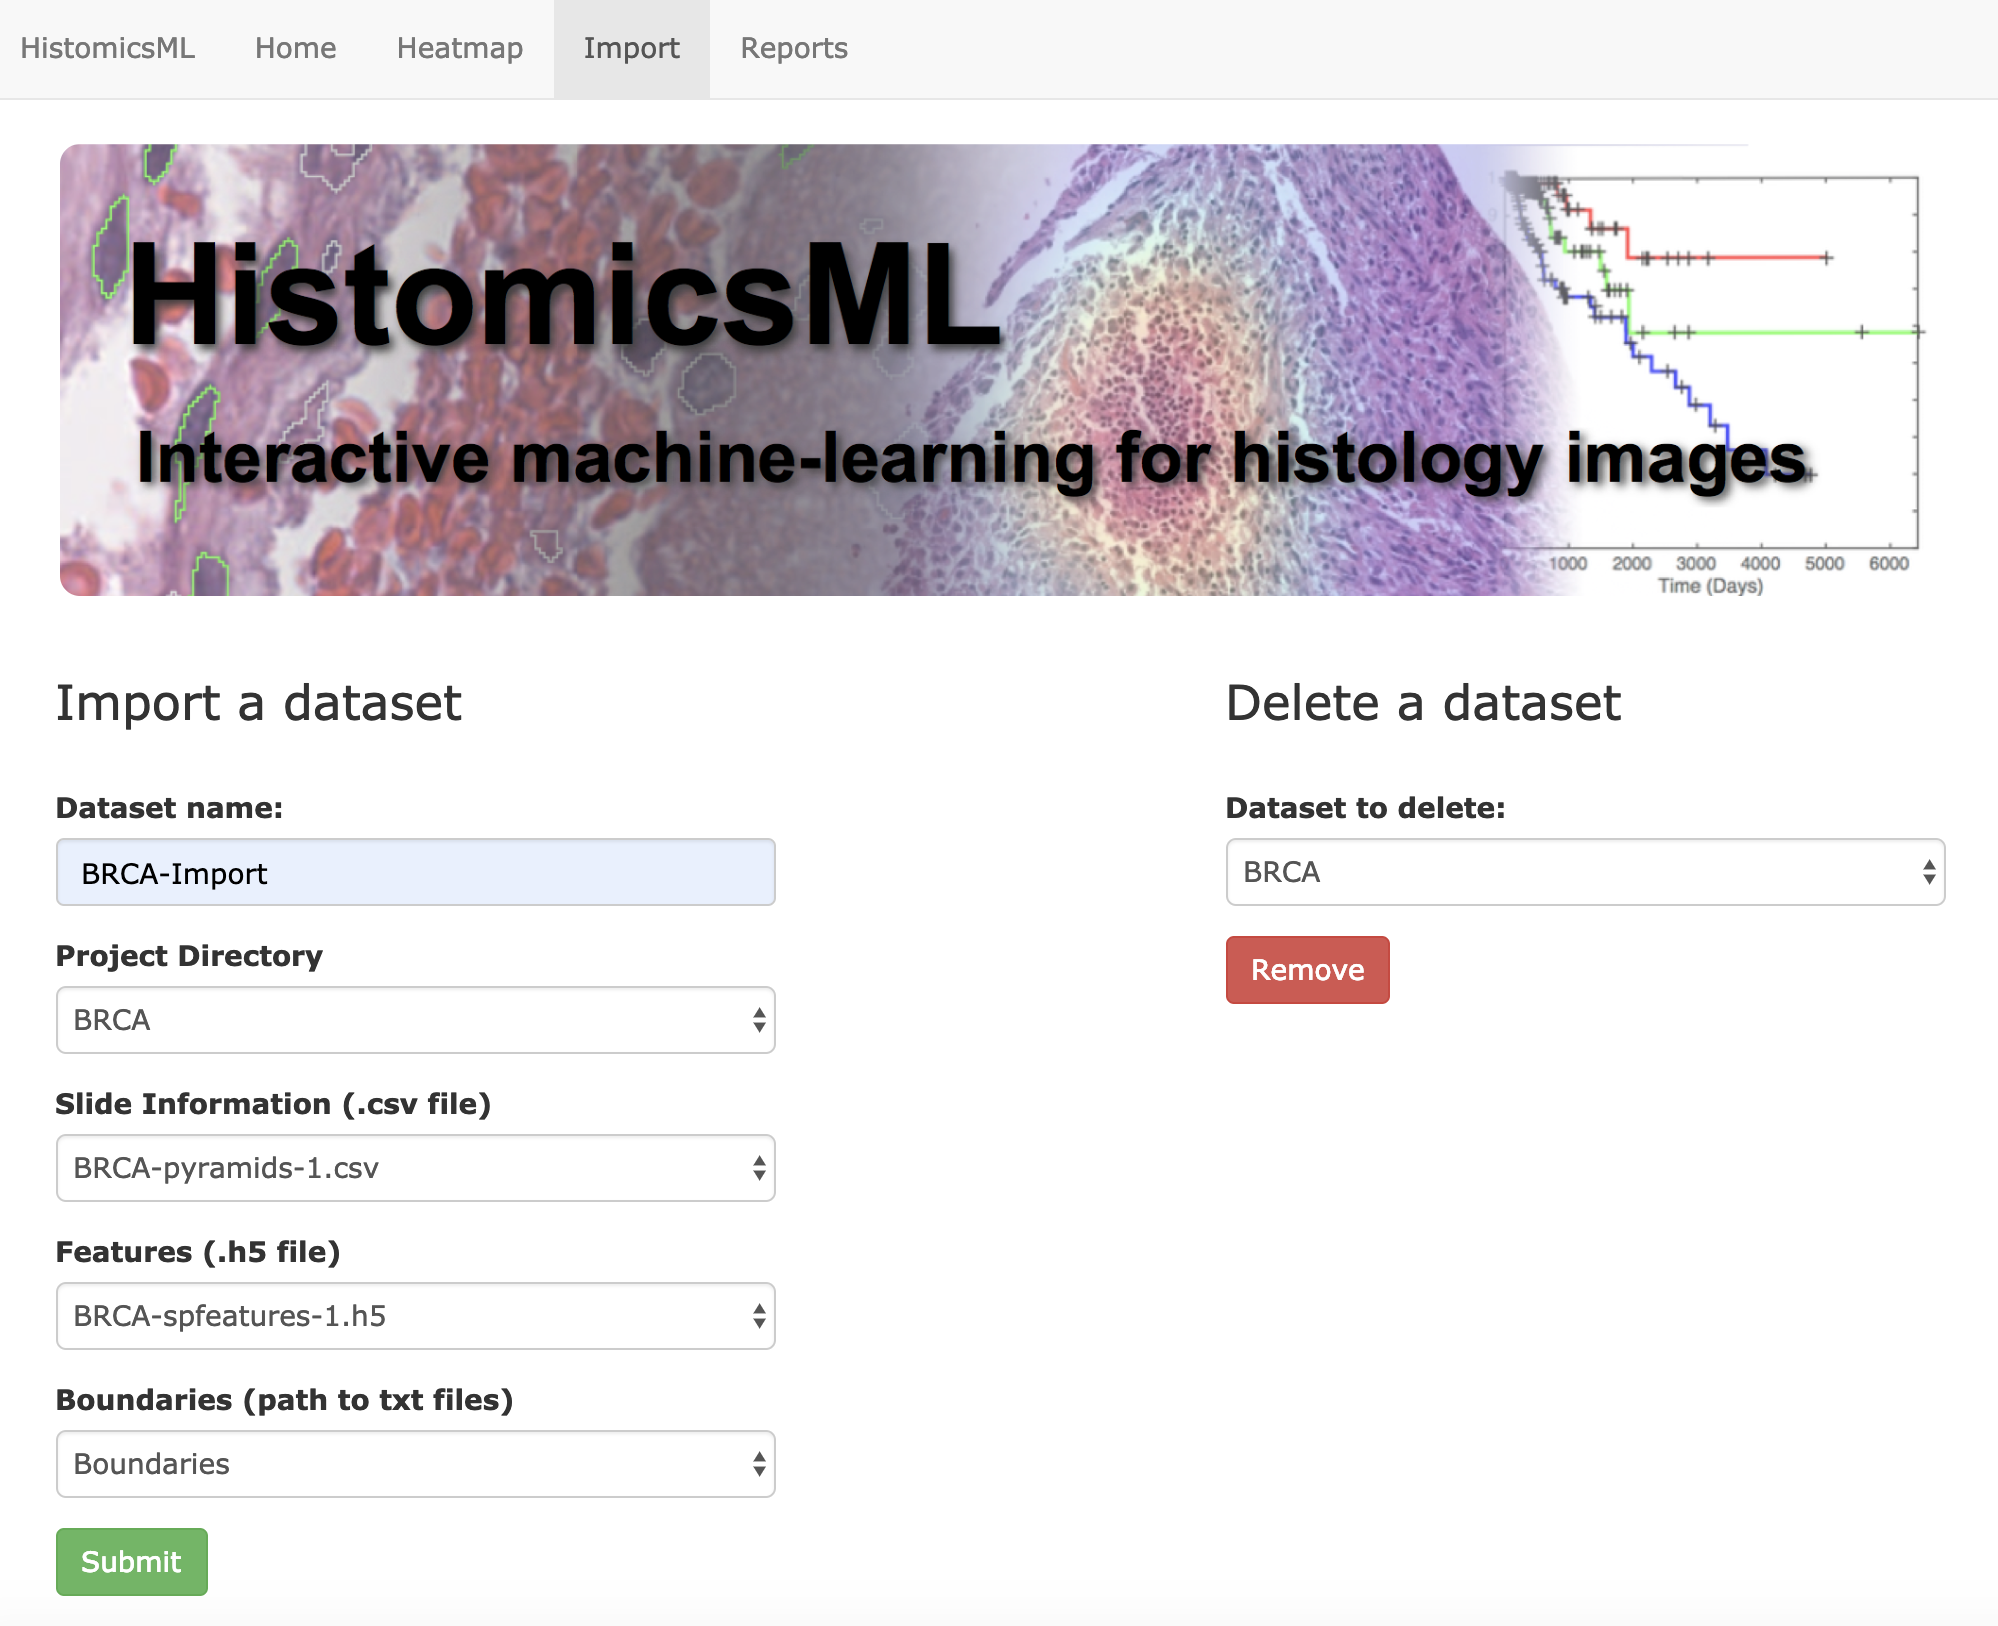 HistomicsML Home Heatmap Import Reports
HistomicsML
Interactive machine-learning for histology images
1000 2000 3000 4000 5000 6000
Time (Days)
Import a dataset
Dataset name:
BRCA-Import
Project Directory
BRCA
Slide Information (.csv file)
BRCA-pyramids-1.csv
Features (.h5 file)
BRCA-spfeatures-1.h5
Boundaries (path to txt files)
Boundaries
Submit
Delete a dataset
Dataset to delete:
BRCA
Remove